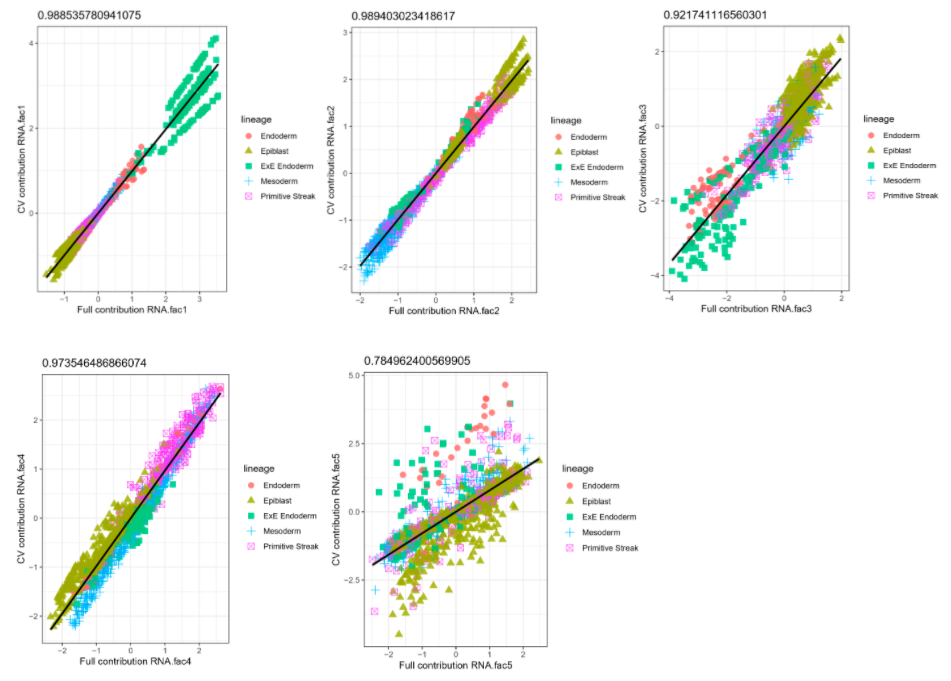 0.988535780941075
CV contribution RNA.fac1
4
2
0
−1
0
1
2
3
Full contribution RNA.fac1
lineage
Endoderm
Epiblast
ExE Endoderm
Mesoderm
Primitive Streak
0.989403023418617
CV contribution RNA.fac2
3
2
1
0
−1
−2
−2
−1
0
1
2
Full contribution RNA.fac2
lineage
Endoderm
Epiblast
ExE Endoderm
Mesoderm
Primitive Streak
0.921741116560301
CV contribution RNA.fac3
2
0
−2
−4
−4
−2
0
2
Full contribution RNA.fac3
lineage
Endoderm
Epiblast
ExE Endoderm
Mesoderm
Primitive Streak
0.973546486866074
CV contribution RNA.fac4
2
1
0
−1
−2
−2
−1
0
1
2
Full contribution RNA.fac4
lineage
Endoderm
Epiblast
ExE Endoderm
Mesoderm
Primitive Streak
0.784962400569905
CV contribution RNA.fac5
5.0
2.5
0.0
−2.5
−2
−1
0
1
2
Full contribution RNA.fac5
lineage
Endoderm
Epiblast
ExE Endoderm
Mesoderm
Primitive Streak